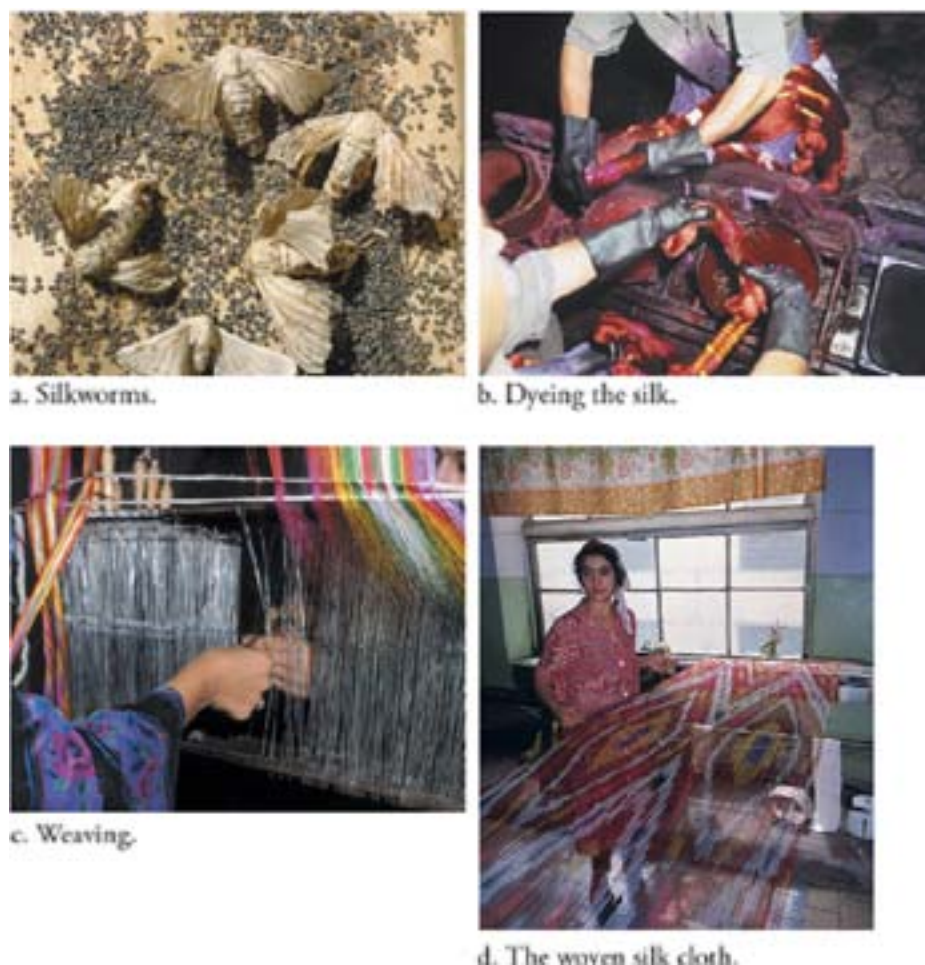 a. Silkworms.
b. Dyeing the silk.
c. Weaving.
d. The woven silk cloth.